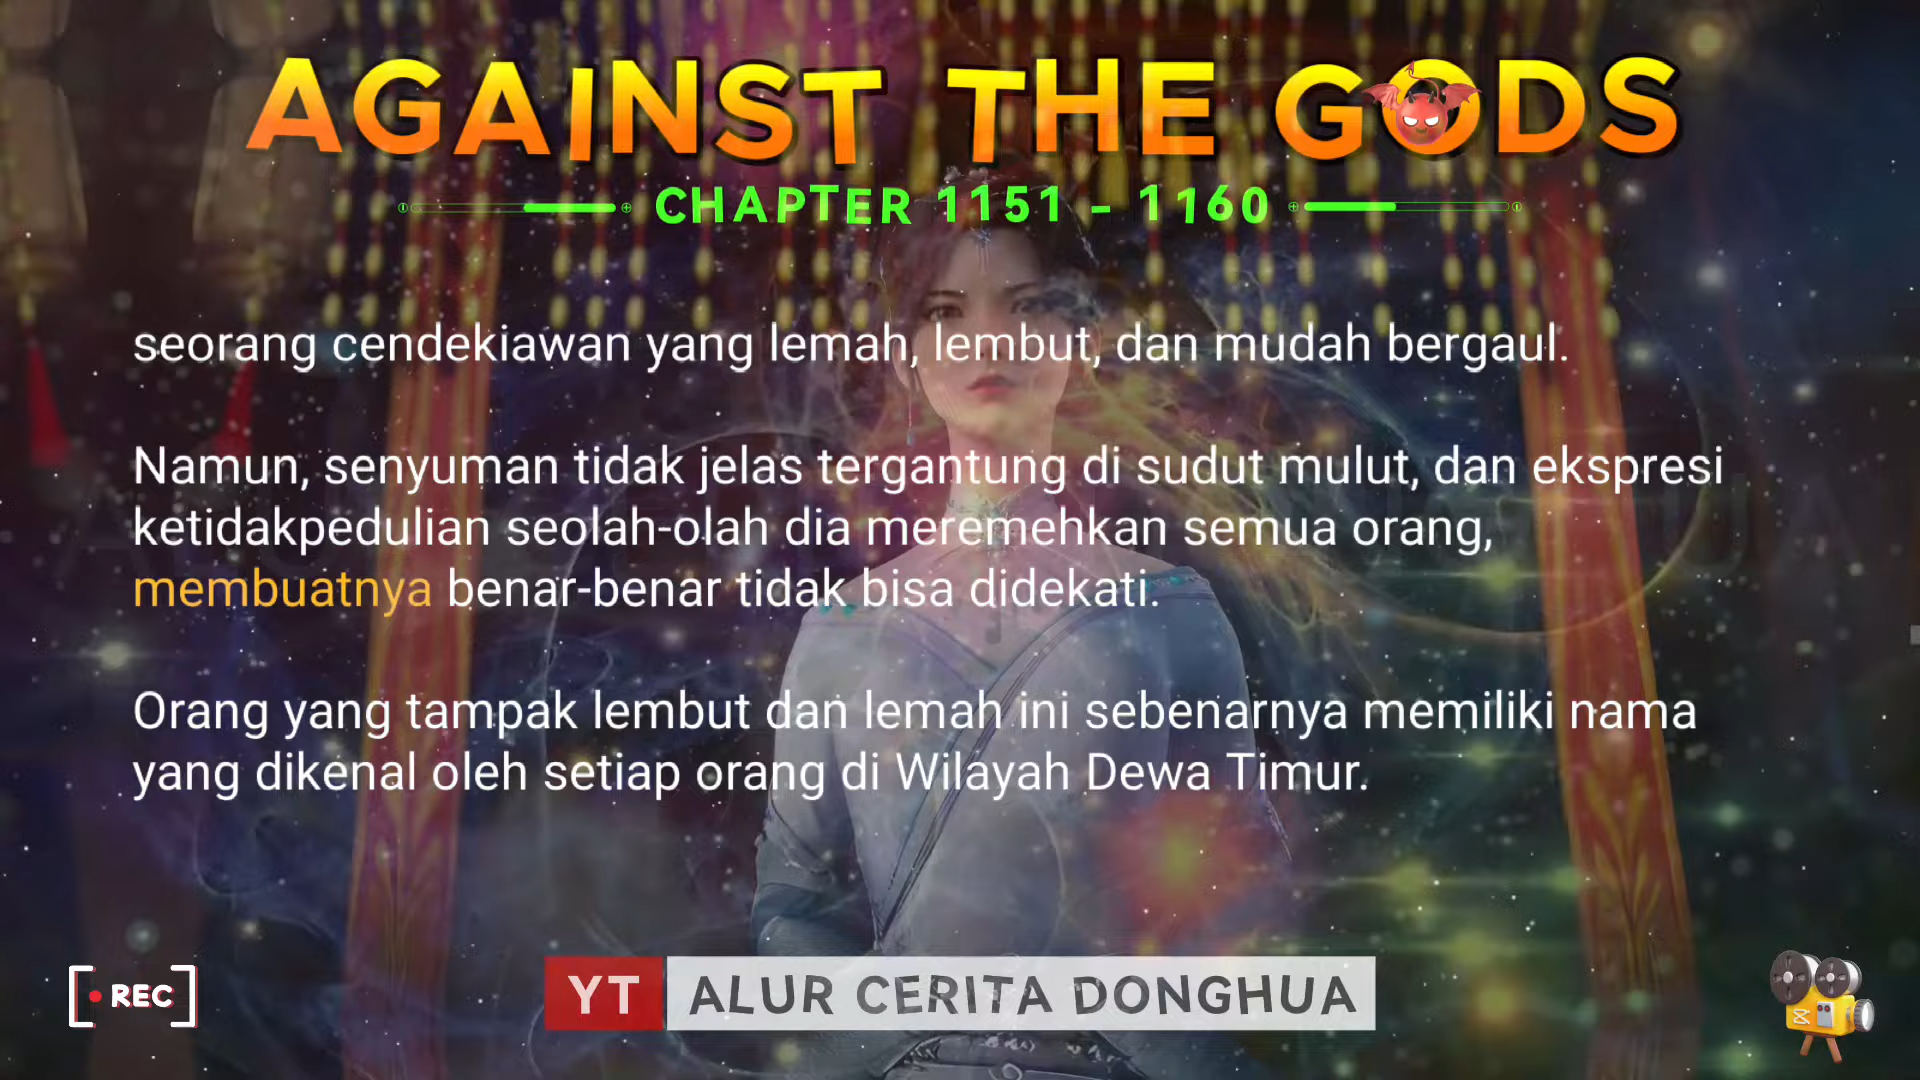 AGAINST THE GODS
CHAPTER 1151 - 1160
seorang cendekiawan yang lemah, lembut, dan mudah bergaul.
Namun, senyuman tidak jelas tergantung di sudut mulut, dan ekspresi
ketidakpedulian seolah-olah dia meremehkan semua orang,
membuatnya benar-benar tidak bisa didekati.
Orang yang tampak lembut dan lemah ini sebenarnya memiliki nama
yang dikenal oleh setiap orang di Wilayah Dewa Timur.
REC
YT ALUR CERITA DONGHUA